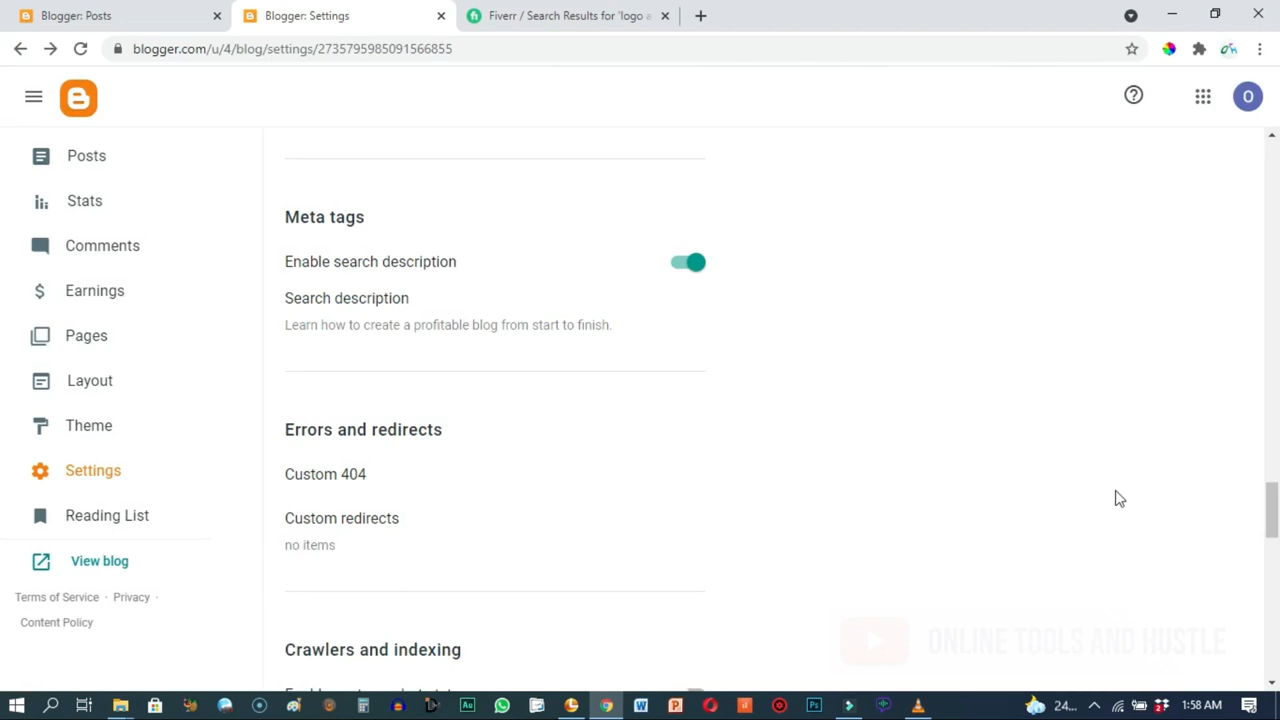 Blogger: Posts
Blogger: Settings
Fiverr / Search Results for 'logo
blogger.com/u/4/blog/settings/2735795985091566855
O
Posts
Stats
Comments
Earnings
Pages
Layout
Theme
Settings
Reading List
View blog
Terms of Service · Privacy ·
Content Policy
Meta tags
Enable search description
Search description
Learn how to create a profitable blog from start to finish.
Errors and redirects
Custom 404
Custom redirects
no items
Crawlers and indexing
ONLINE TOOLS AND HUSTLE
24...
1:58 AM